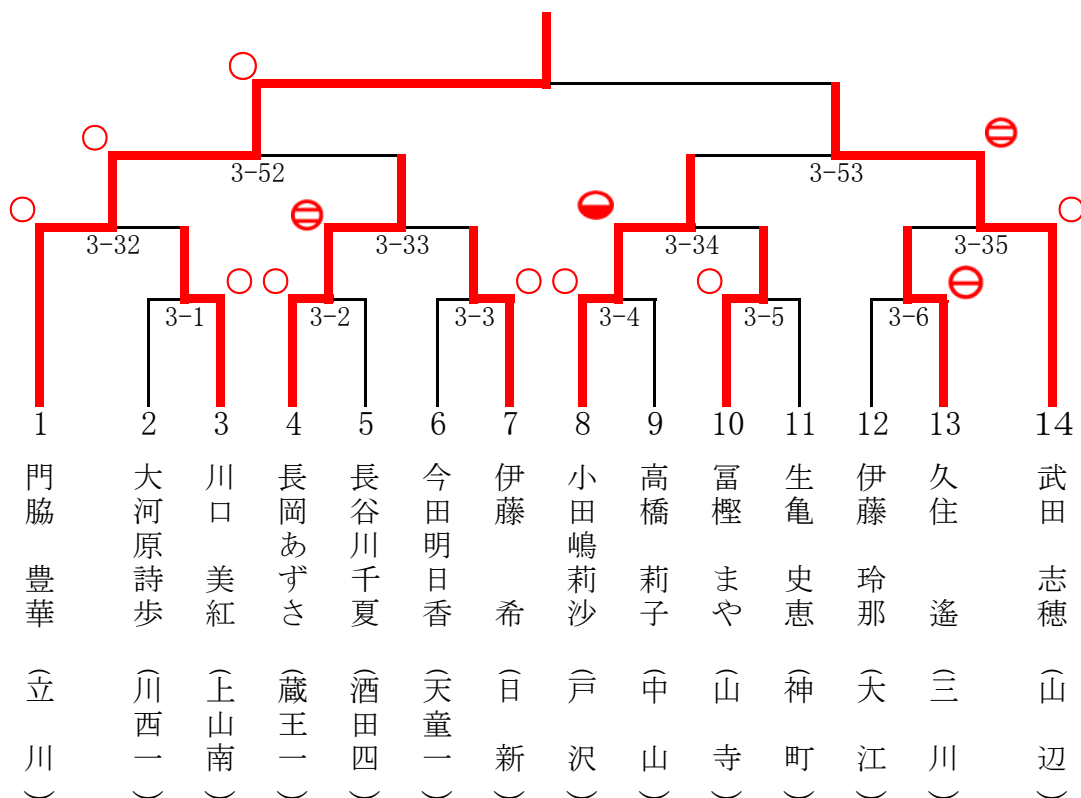 3-52
3-53
3-32
3-33
3-34
3-35
3-1
3-2
3-3
3-4
3-5
3-6
1
2
3
4
5
6
7
8
9
10
11
12
13
14
門脇 豊華 (立川)
大河原詩歩 (川西一)
川口 美紅 (上山南)
長岡あずさ (蔵王一)
長谷川千夏 (酒田四)
今田明日香 (天童一)
伊藤 希 (日新)
小田嶋莉沙 (戸沢)
高橋 莉子 (中山)
冨樫 まや (山寺)
生亀 史恵 (神町)
伊藤 玲那 (大江)
久住 遙 (三川)
武田 志穂 (山辺)